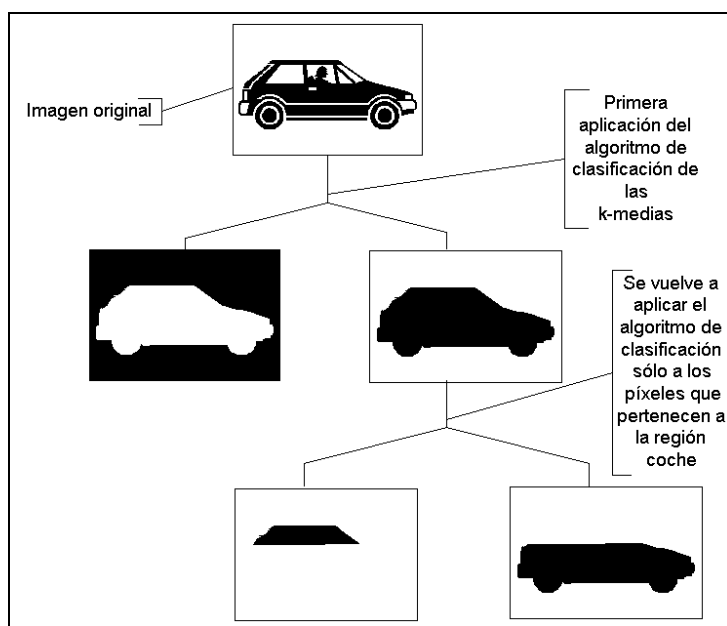 Imagen original
Primera
aplicación del
algoritmo de
clasificación de
las
k-medias
Se vuelve a
aplicar el
algoritmo de
clasificación
sólo a los
píxeles que
pertenecen a
la región
coche